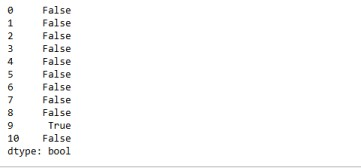 0     False
1     False
2     False
3     False
4     False
5     False
6     False
7     False
8     False
9      True
10    False
dtype: bool